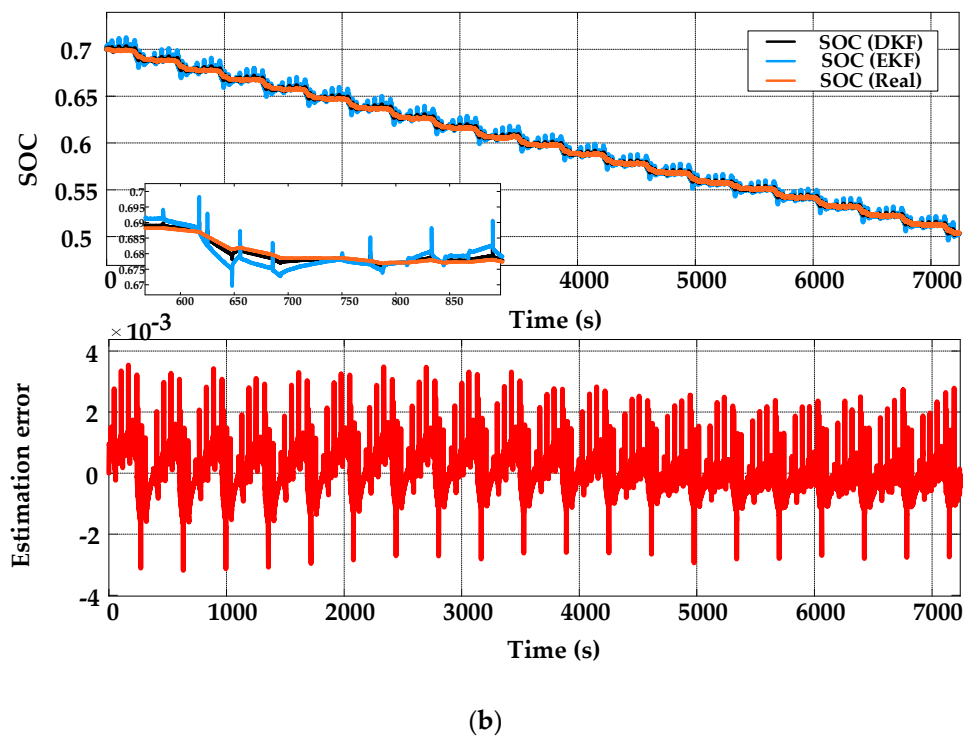 0.7
0.65
0.6
0.55
0.5
SOC
SOC (DKF)
SOC (EKF)
SOC (Real)
0.7
0.695
0.69
0.685
0.68
0.675
0.67
600 650 700 750 800 850
0 1000 2000 3000 4000 5000 6000 7000
Time (s)
× 10-3
4
2
0
-2
-4
Estimation error
0 1000 2000 3000 4000 5000 6000 7000
Time (s)
(b)